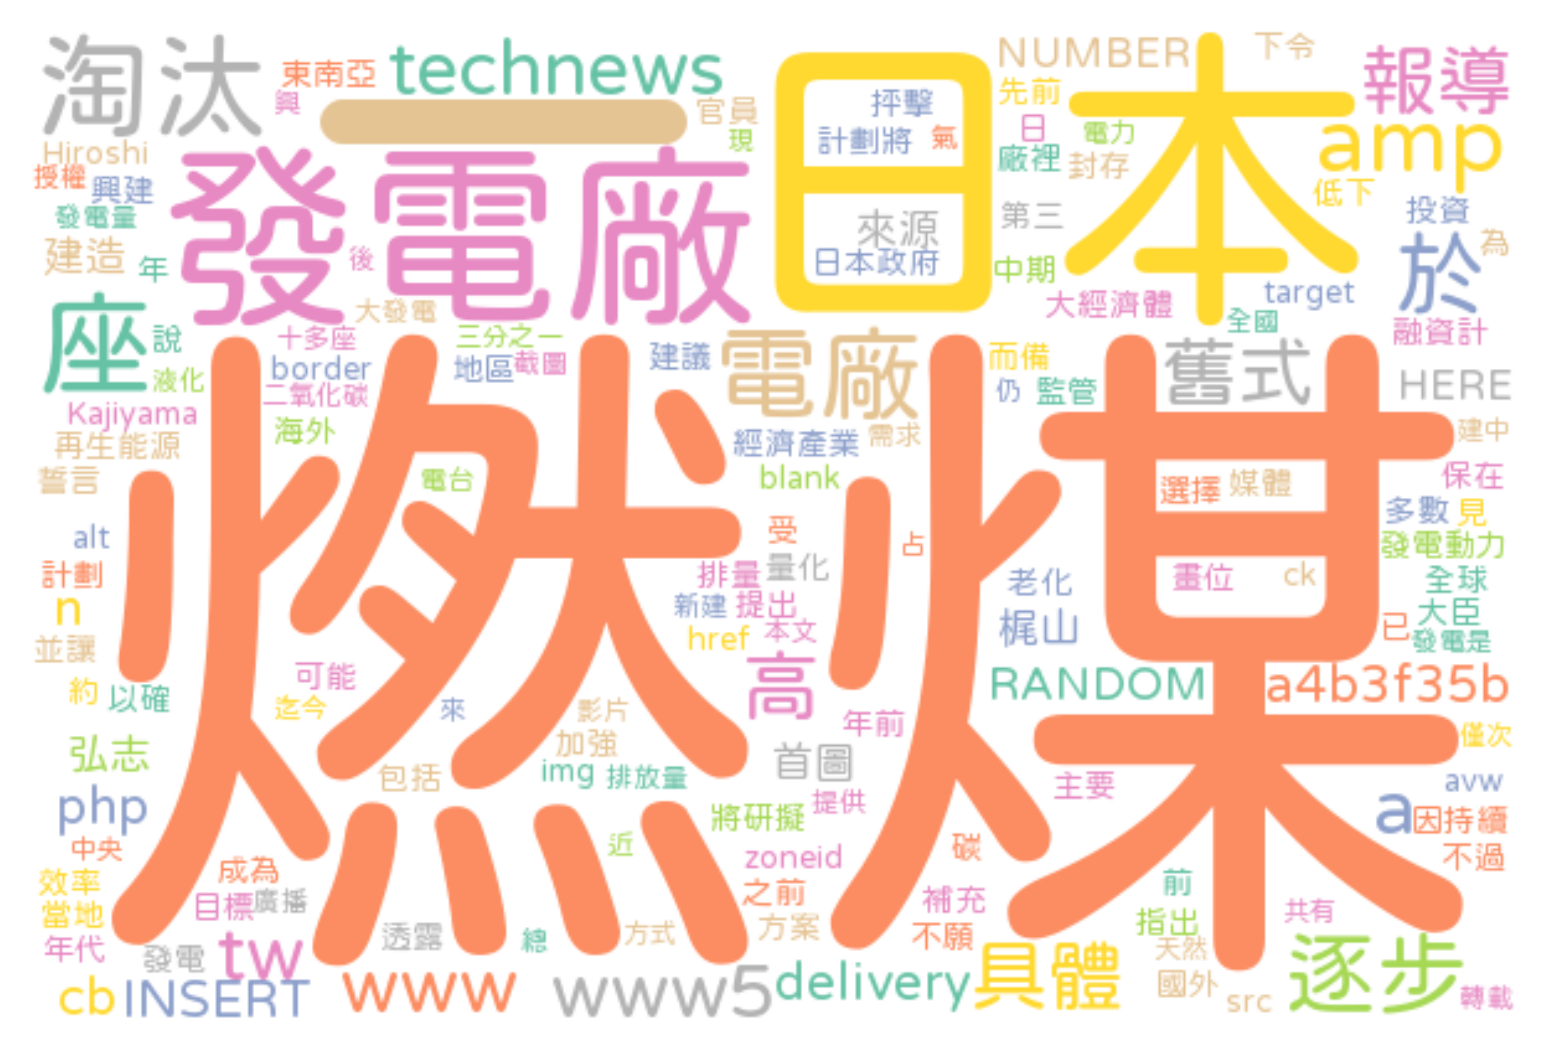 淘汰
東南亞
technews
興
官員
現
NUMBER
下令
報導
先前
抨擊
計劃將
氣
日
電力
廠裡
封存
amp
Hiroshi
授權
興建
發電廠
日本
低下
發電量
第三
投資
建造
年
後
來源
日本政府
中期
於
為
大發電
大經濟體
target
座
說
十多座
三分之一
全國
融資計
液化
border
地區
截圖
建議
電廠
而備
舊式
HERE
二氧化碳
仍
監管
Kajiyama
海外
再生能源
經濟產業
需求
建中
誓言
電台
blank
選擇
媒體
保在
燃煤
多數
見
alt
受
占
發電動力
計劃
排量
量化
老化
畫位
ck
全球
n
新建
提出
大臣
並讓
href
本文
梶山
已
發電是
約
以確
可能
高
RANDOM
a4b3f35b
迄今
來
影片
年前
僅次
弘志
加強
首圖
包括
img
排放量
主要
avw
php
將研擬
提供
a
因持續
中央
近
zoneid
碳
不過
效率
成為
之前
前
當地
目標
廣播
補充
共有
年代
發電
tw
透露
總
方式
方案
不願
指出
天然
cb
INSERT
www
www5
delivery
具體
國外
src
逐步
轉載